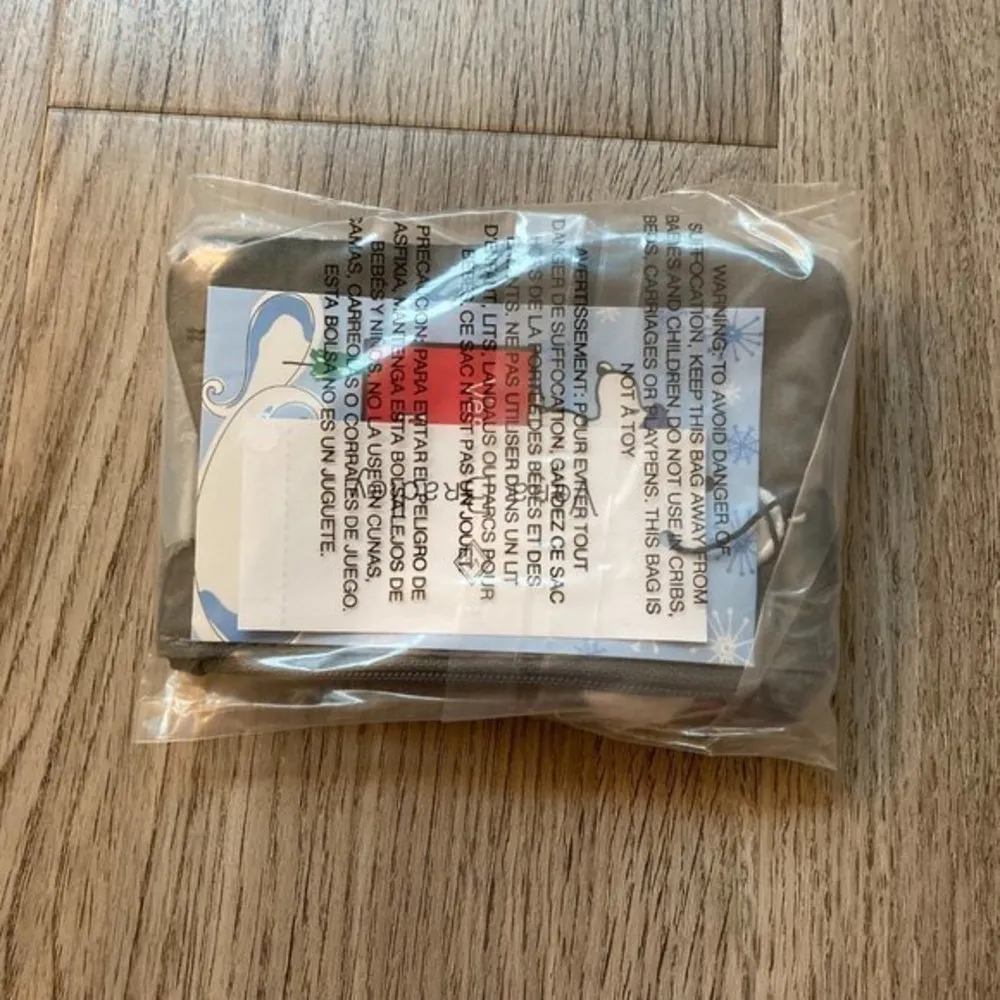 WARNING: TO AVOID DANGER OF
SUFFOCATION, KEEP THIS BAG AWAY FROM
BABIES AND CHILDREN. DO NOT USE IN CRIBS,
BEDS, CARRIAGES OR PLAYPENS. THIS BAG IS
NOT A TOY
AVERTISSEMENT : POUR EVITER TOUT
DANGER DE SUFFOCATION, GARDEZ CE SAC
HORS DE LA PORTÉE DES BÉBÉS ET DES
ENFANTS, NE PAS UTILISER DANS UN LIT
D'ENFANT, LITS, LANDAUS OU PARCS POUR
BÉBÉS, CE SAC N'EST PAS UN JOUET
PRECAUCION: PARA EVITAR EL PELIGRO DE
ASFIXIA, MANTENGA ESTA BOLSA LEJOS DE
BEBÉS Y NIÑOS. NO LA USE EN CUNAS,
CAMAS, CARREOLAS O CORRALES DE JUEGO.
ESTA BOLSA NO ES UN JUGUETE.